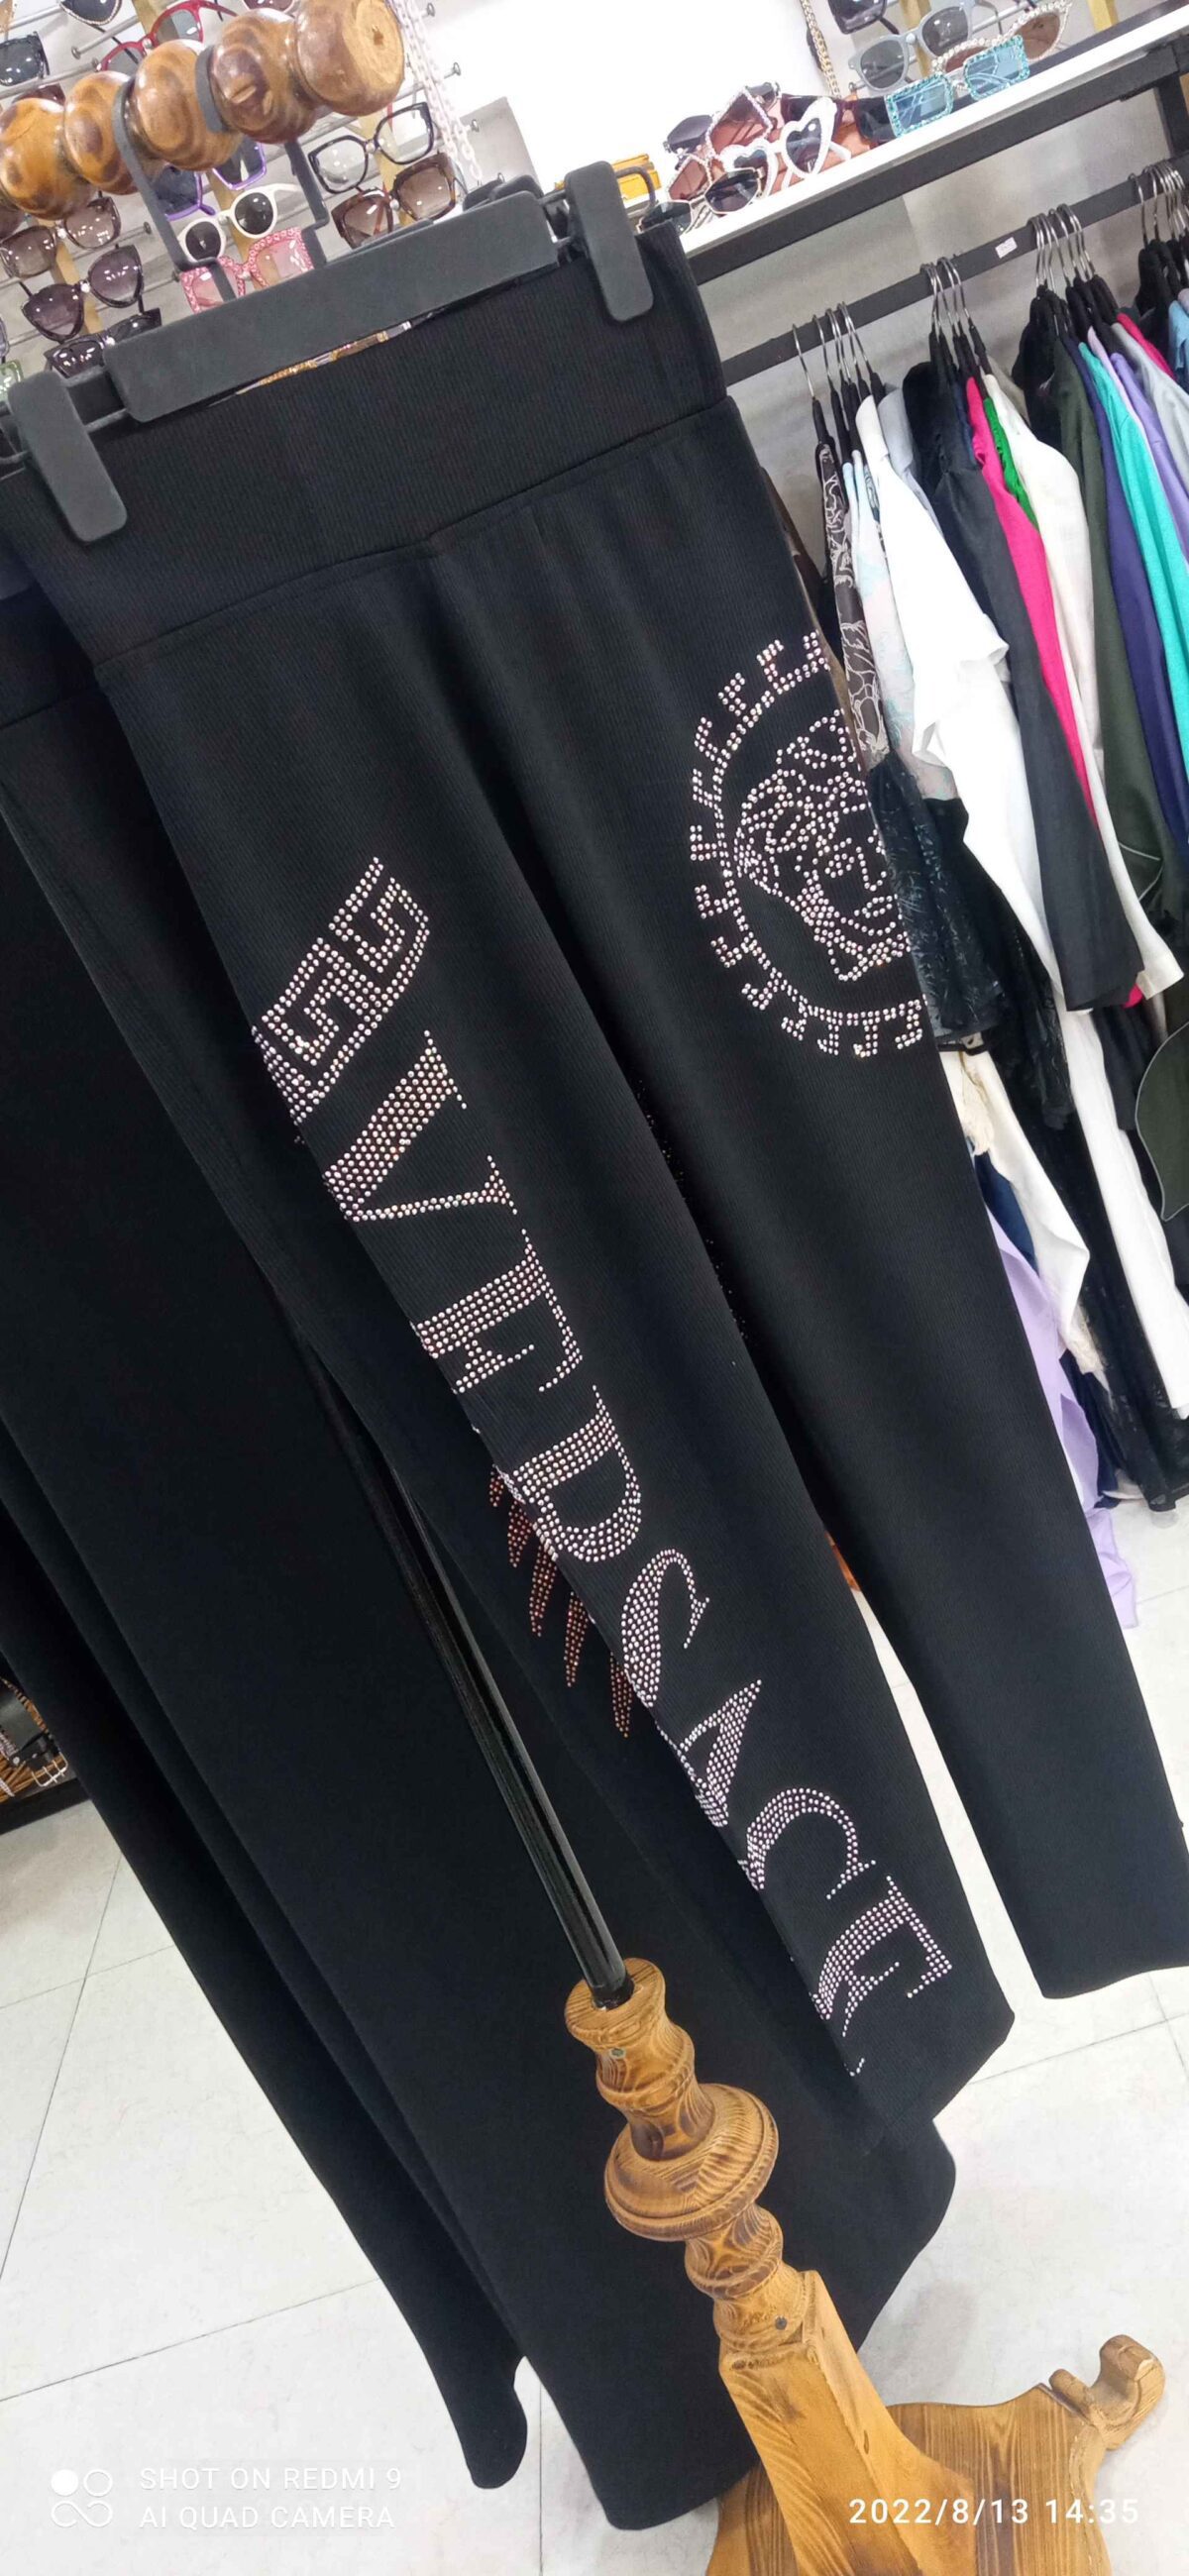 VERSACE
SHOT ON REDMI 9
AI QUAD CAMERA
2022/8/13 14:35